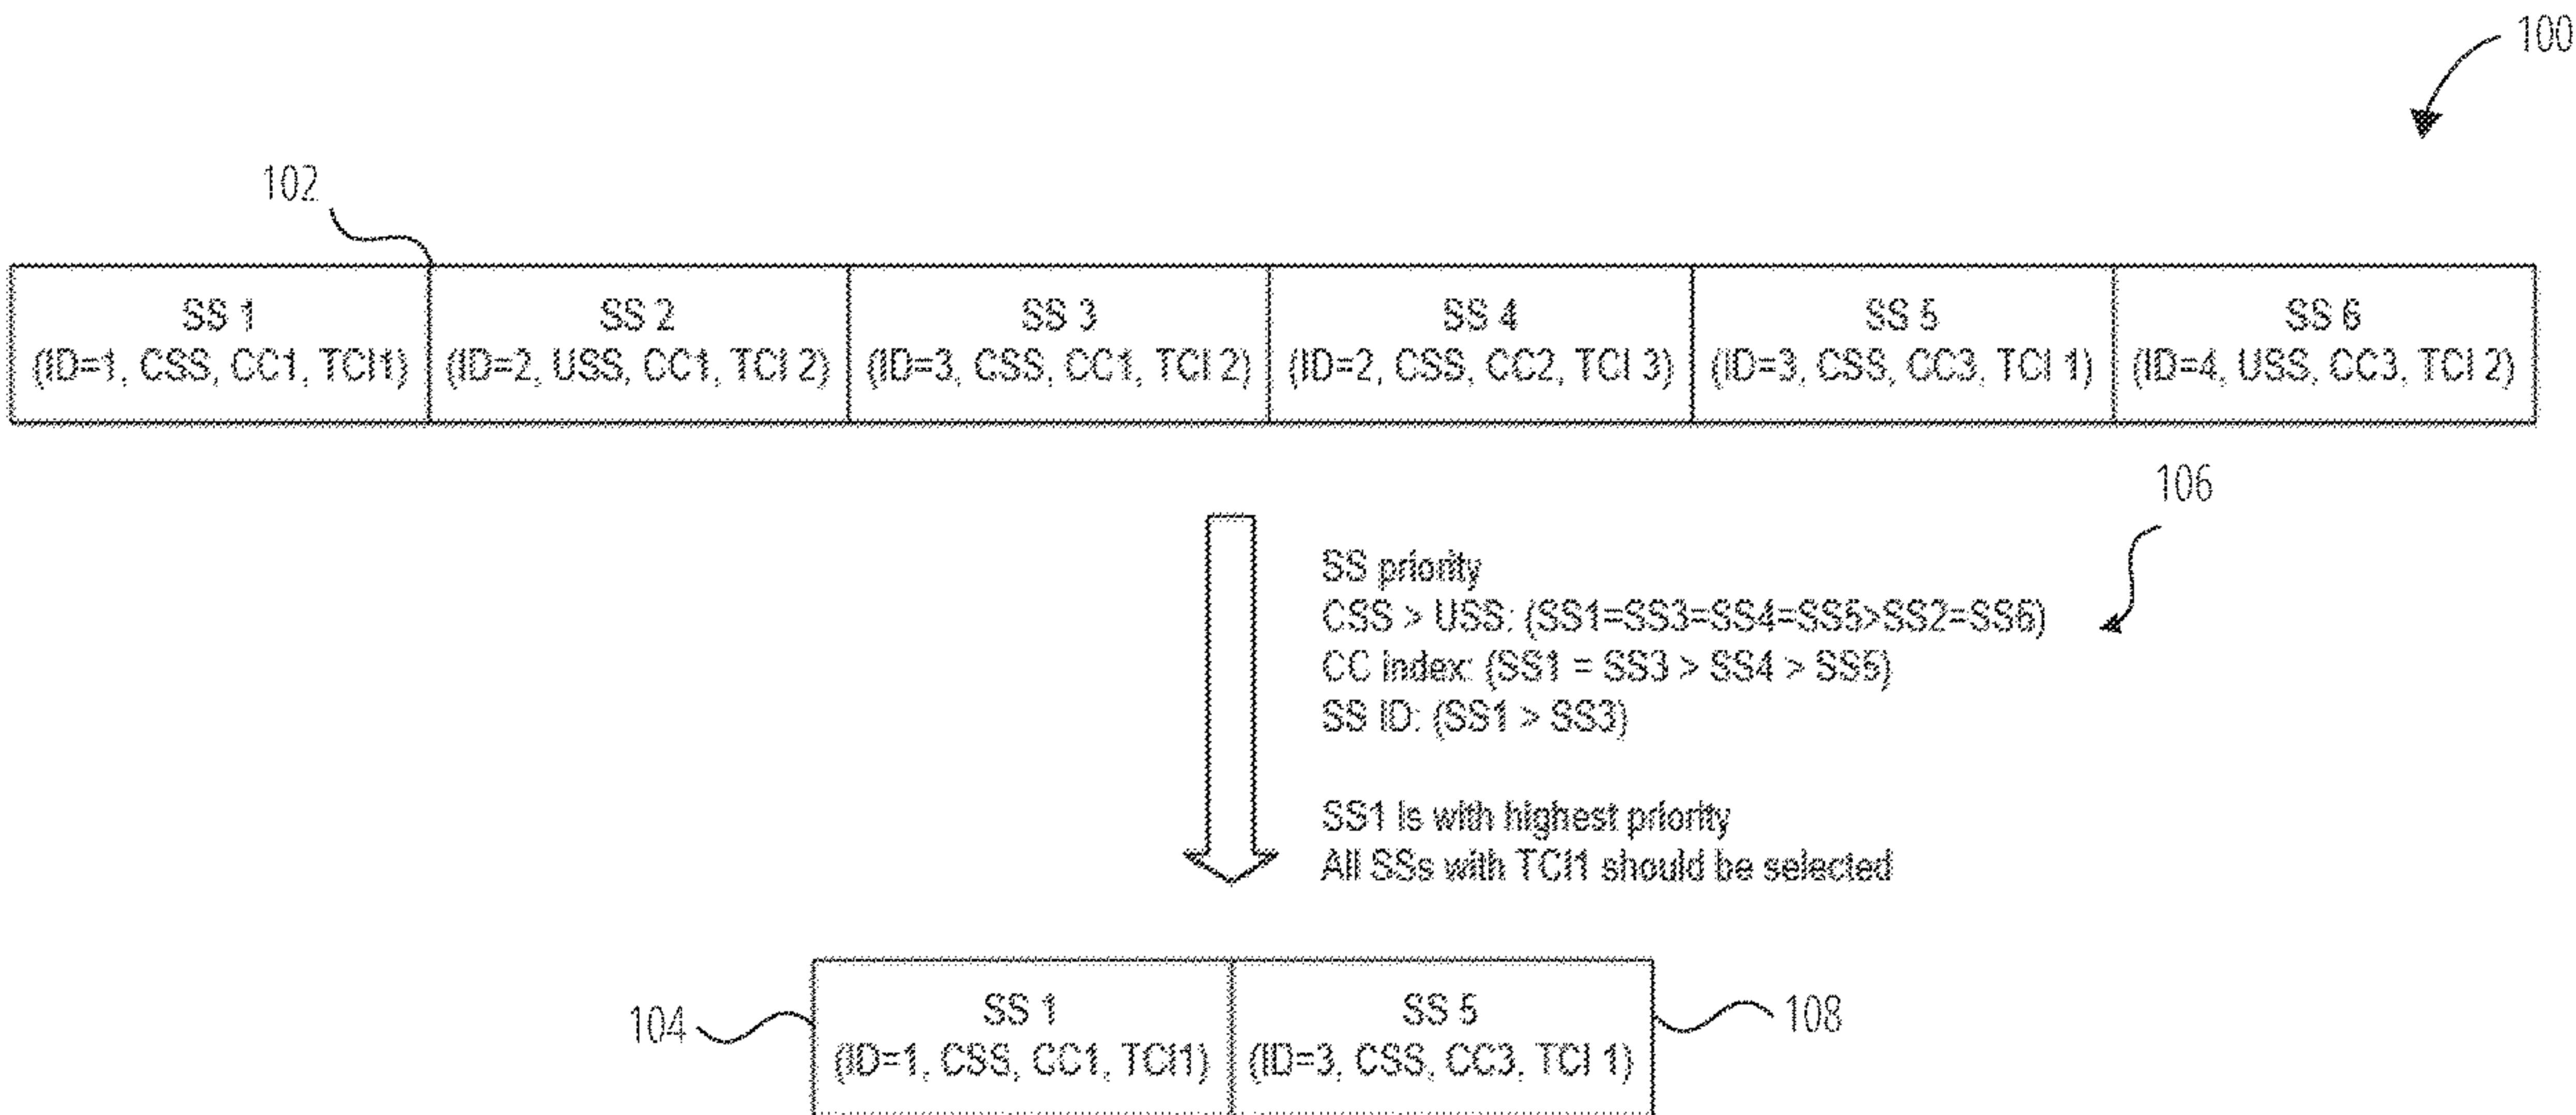 100
102
SS 1
(ID=1, CSS, CC1, TCI1)
SS 2
(ID=2, USS, CC1, TCI 2)
SS 3
(ID=3, CSS, CC1, TCI 2)
SS 4
(ID=2, CSS, CC2, TCI 3)
SS 5
(ID=3, CSS, CC3, TCI 1)
SS 6
(ID=4, USS, CC3, TCI 2)
106
SS priority
CSS > USS: (SS1=SS3=SS4=SS5>SS2=SS6)
CC index: (SS1 = SS3 > SS4 > SS5)
SS ID: (SS1 > SS3)
SS1 is with highest priority
All SSs with TCI1 should be selected
104
SS 1
(ID=1, CSS, CC1, TCI1)
SS 5
(ID=3, CSS, CC3, TCI 1)
108